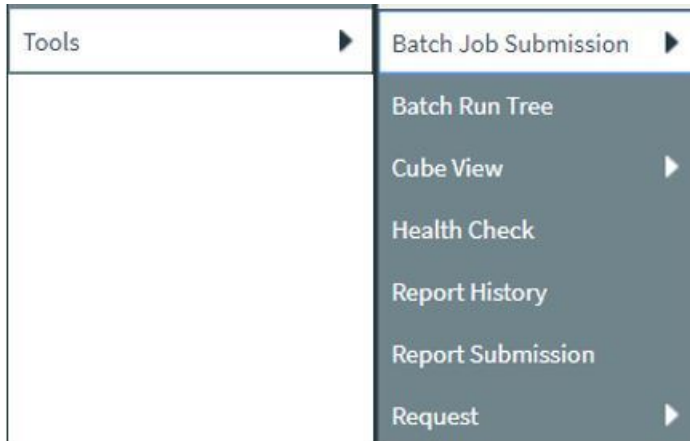 Tools
Batch Job Submission
Batch Run Tree
Cube View
Health Check
Report History
Report Submission
Request